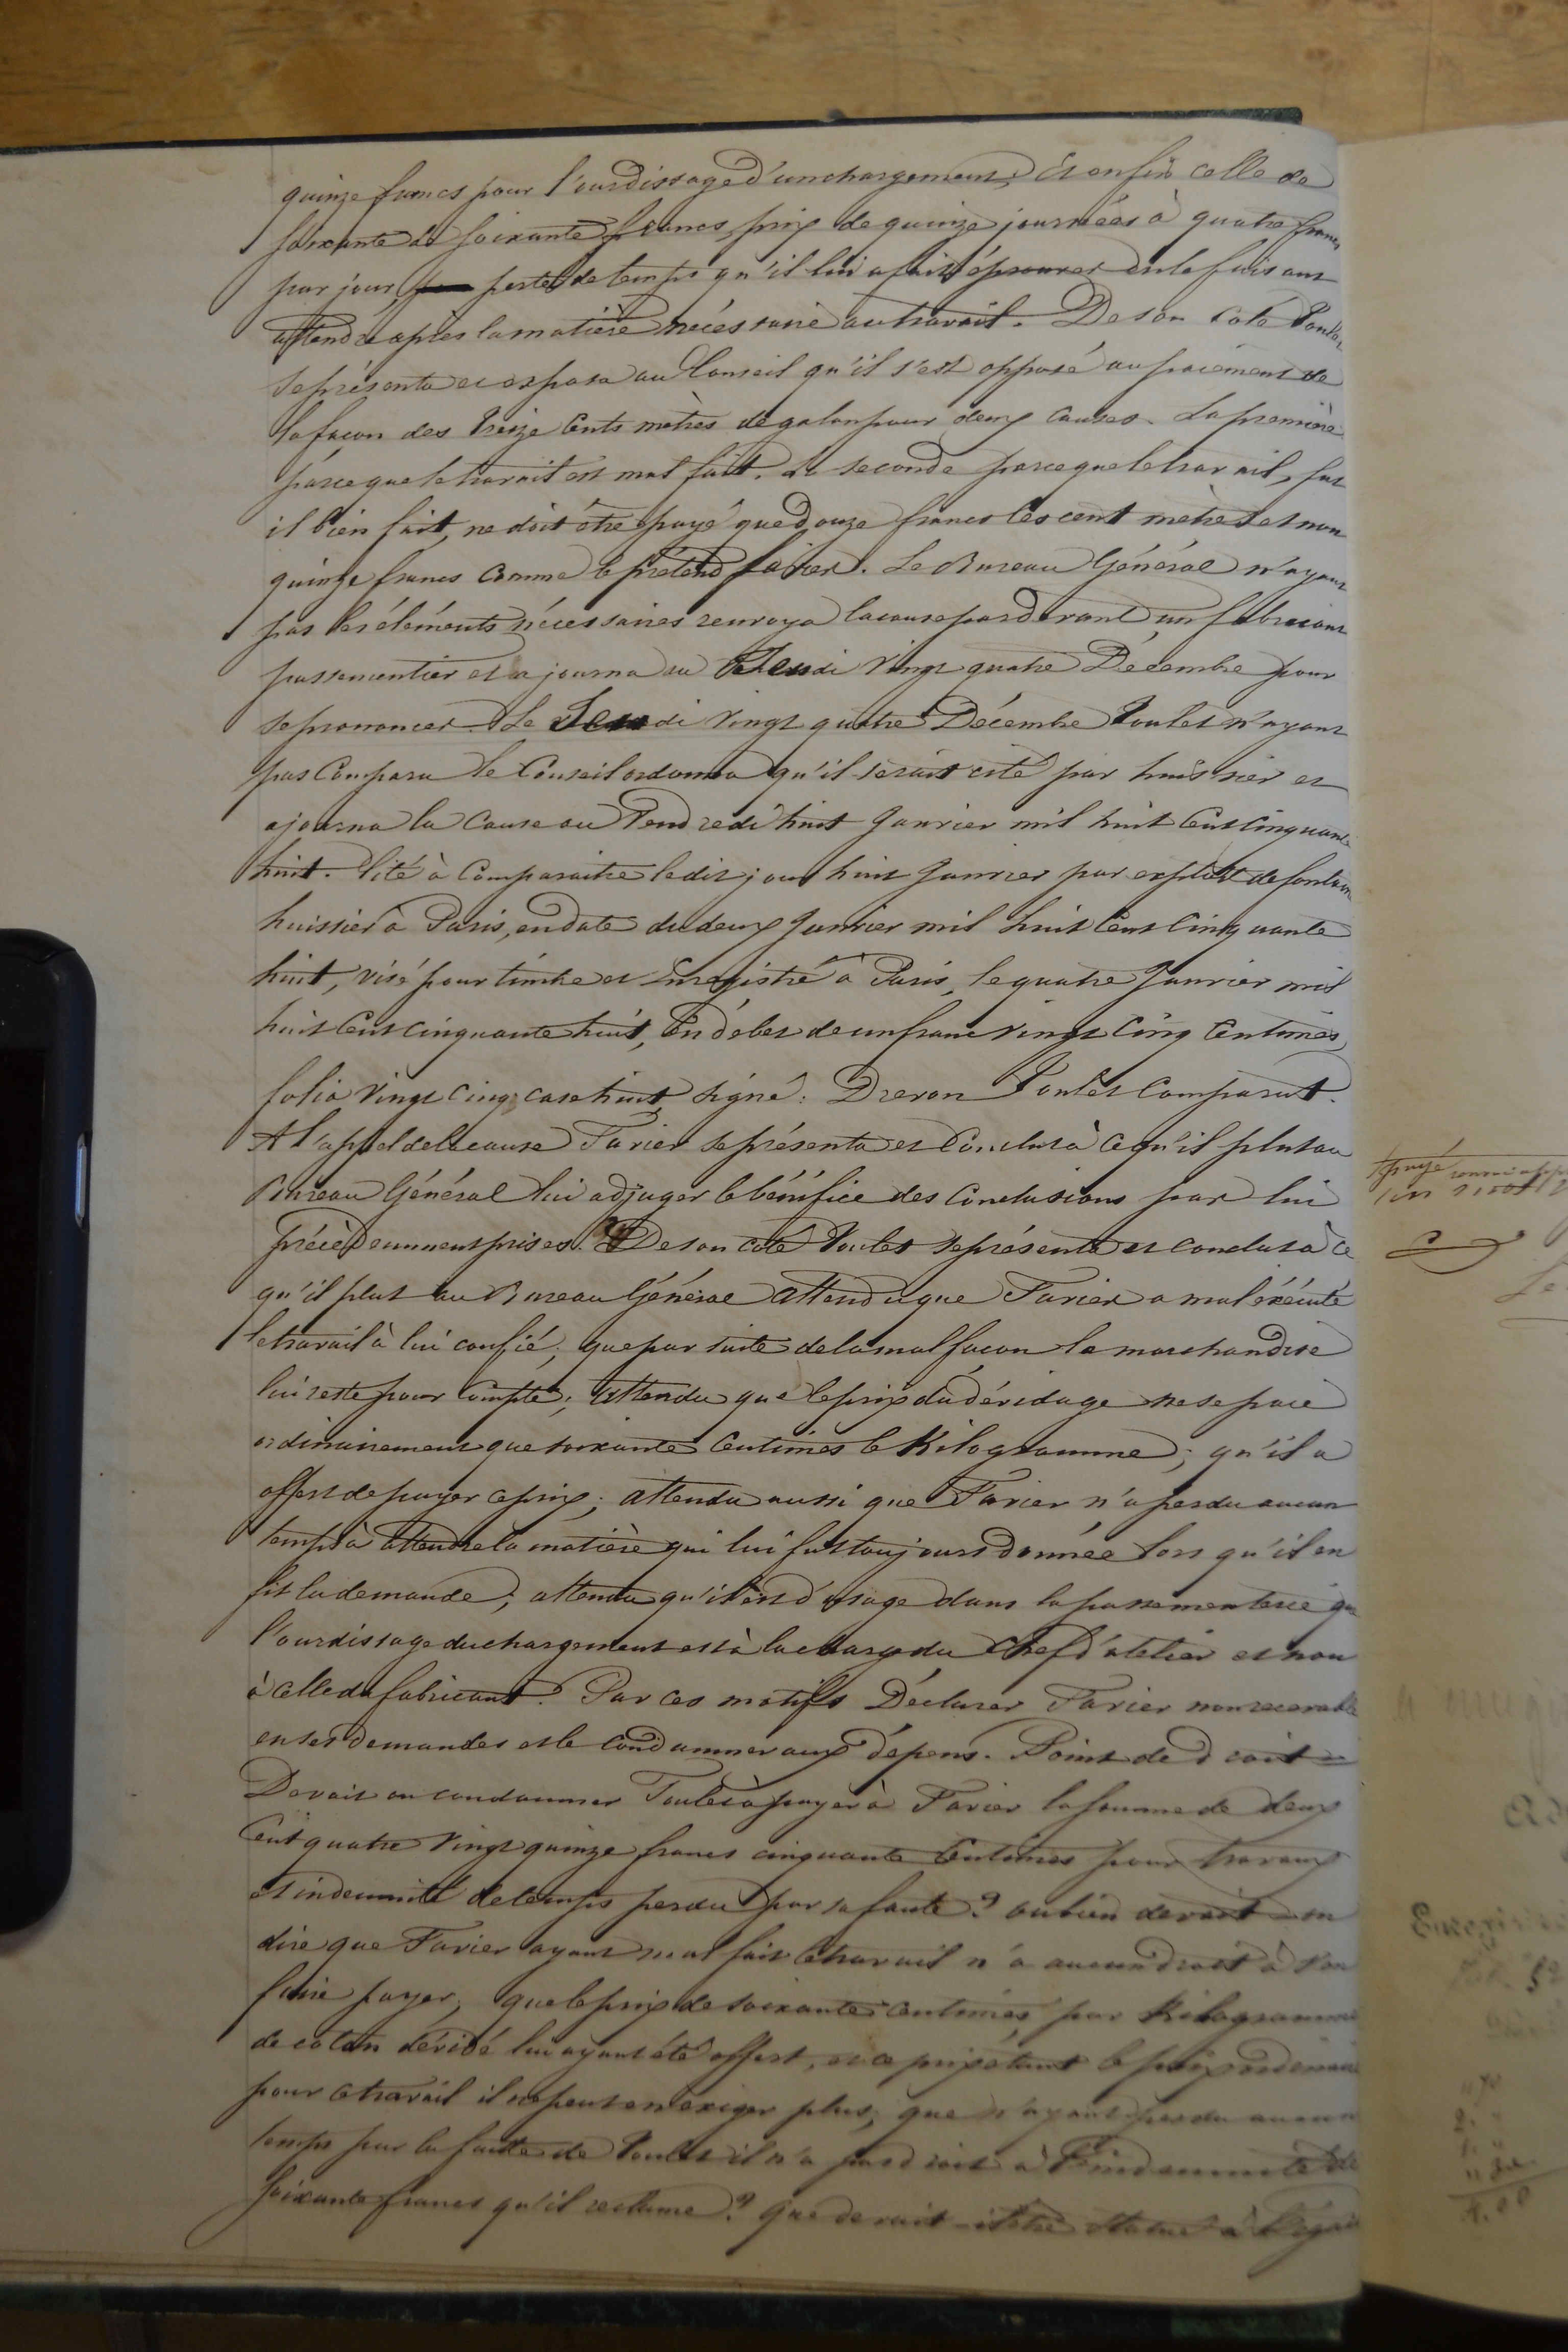 quinze francs pour l'ourdissage d'un chargement; Et enfin celle de
soixante de soixante francs, prix de quinze journées à quatre francs
par jour, perte de temps qu'il lui a fait éprouver en le faisant
attendre après la matière nécessaire au travail. De son côté Poulet
se présenta et exposa au Conseil qu'il s'est opposé au paiement de
la façon des treize cents mètres de galon pour deux causes. La première
parceque le travail est mal fait. La seconde parceque le travail, fut
il bien fait, ne doit être payé que douze francs les cent mètres et non
quinze francs comme le prétend Favier. Le Bureau Général n'ayant
pas les éléments nécessaires renvoya la cause pardevant un fabricant
passementier et ajourna au Jeudi vingt quatre Décembre pour
se prononcer. Le Jeudi vingt quatre Décembre Poulet n'ayant
pas Comparu le Conseil ordonna qu'il serait cité par huissier et
ajourna la cause au Vendredi huit Janvier mil huit cent cinquante
huit. Cité à Comparaitre ledit jour huit Janvier par exploit de
huissier à Paris, en date du deux Janvier mil huit cent cinquante
huit, visé pour timbre et Enregistré à Paris, le quatre Janvier mil
huit cent cinquante huit, En débet de un franc vingt cinq centimes,
folio vingt cinq case huit, signé: Drevon Poulet Comparut.
A l'appel de la cause Favier se présenta et Conclut à ce qu'il plut au
Bureau Général lui adjuger le bénéfice des Conclusions par lui
précèdemment prises. De son côté Poulet se présenta et conclut à ce
qu'il plut au Bureau Général Attendu que Favier a mal éxécuté
le travail à lui confié; que par suite de la mal façon la marchandise
lui reste pour Compte; Attendu que le prix du dévidage ne se paie
ordinairement que soixante centimes le Kilogramme; qu'il a
offert de payer ce prix; attendu aussi que Favier n'a perdu aucun
temps à attendre la matière qui lui fut toujours donnée lors qu'il en
fit la demande; attendu qu'il est d'usage dans la passementerie que
l'ourdissage du chargement est à la charge du Chef d'atelier et non
à celle du fabricant. Par ces motifs Déclarer Favier non recevable
en ses demandes et le condamner aux dépens. Point de droit -
Devait on condamner Poulet à payer à Favier la somme de deux
cent quatre vingt quinze francs cinquante Centimes pour travaux
et indemnité de temps perdu par sa faute? ou bien devait-on
dire que Favier ayant mal fait le travail n'a aucun droit à s'en
faire payer, que le prix de soixante centimes par Kilogramme
de coton dévidé lui ayant été offert, et ce prix étant le prix ordinaire
pour ce travail il ne peut en exiger plus; que n'ayant perdu aucun
temps par la faute de Poulet il n'a pas droit à l'indemnité de
soixante francs qu'il réclame? Que devait-il être statué à l'égard